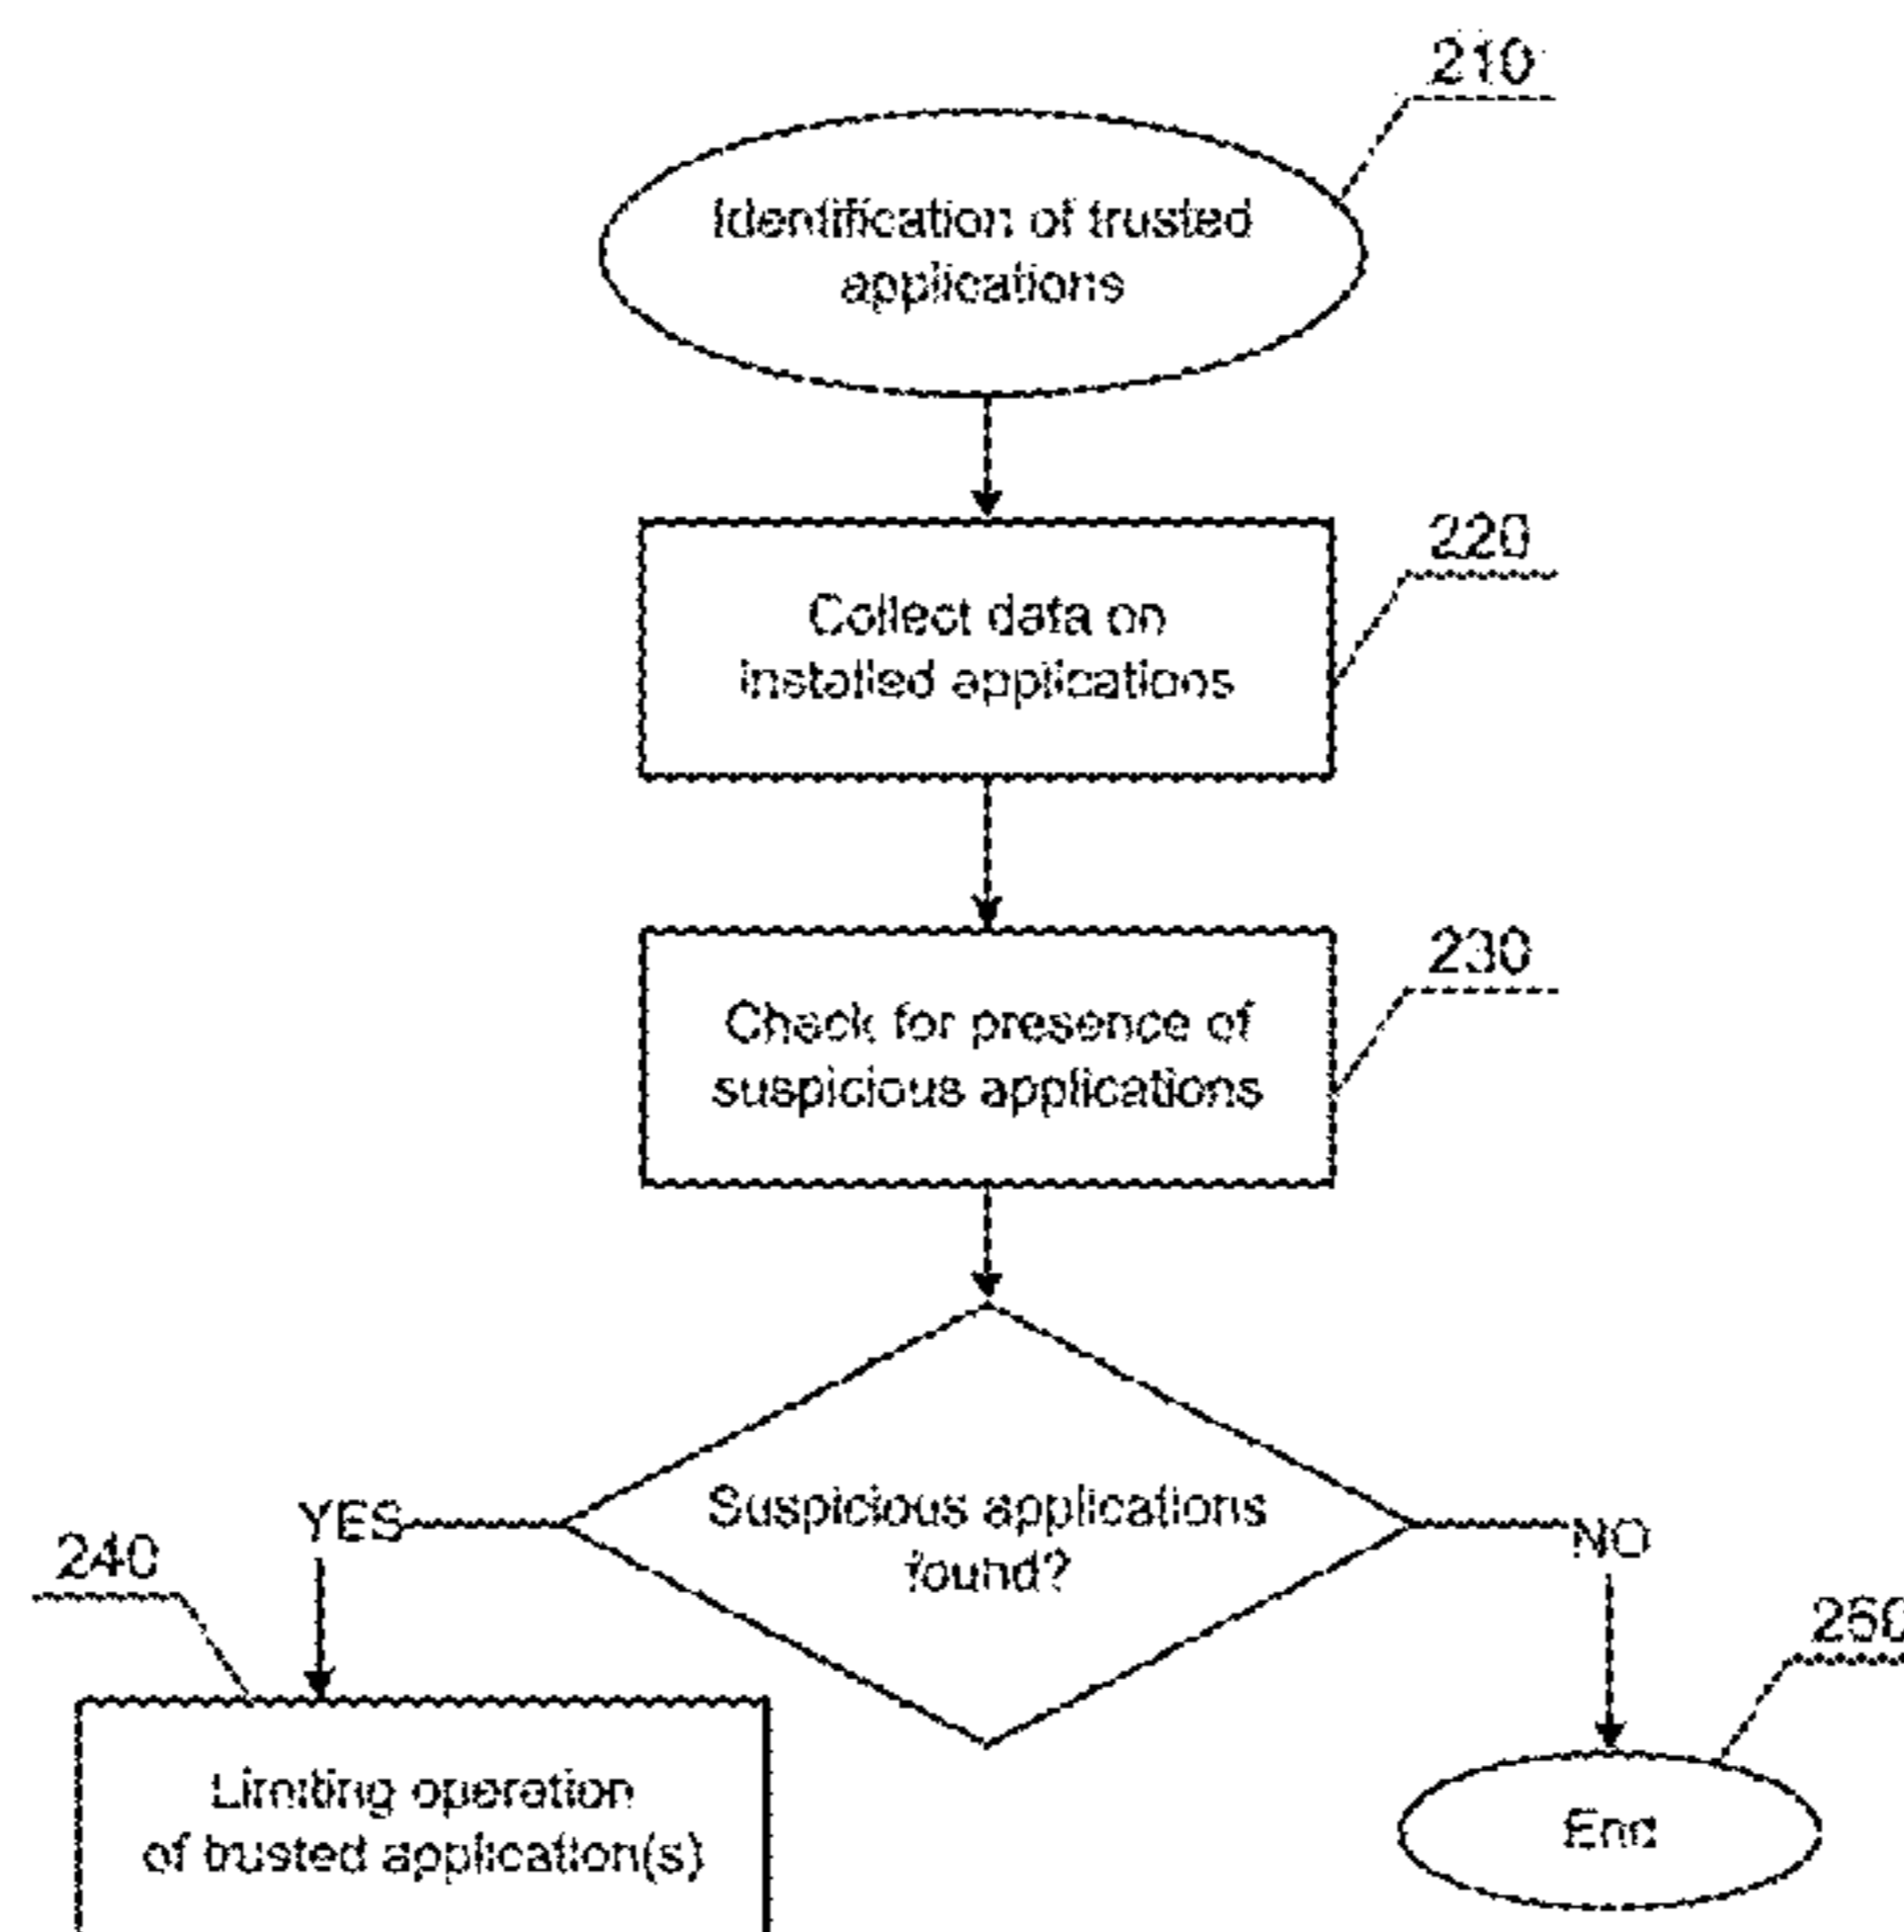 210
Identification of trusted
applications
220
Collect data on
installed applications
230
Check for presence of
suspicious applications
Suspicious applications
found?
YES
NO
240
Limiting operation
of trusted application(s)
End